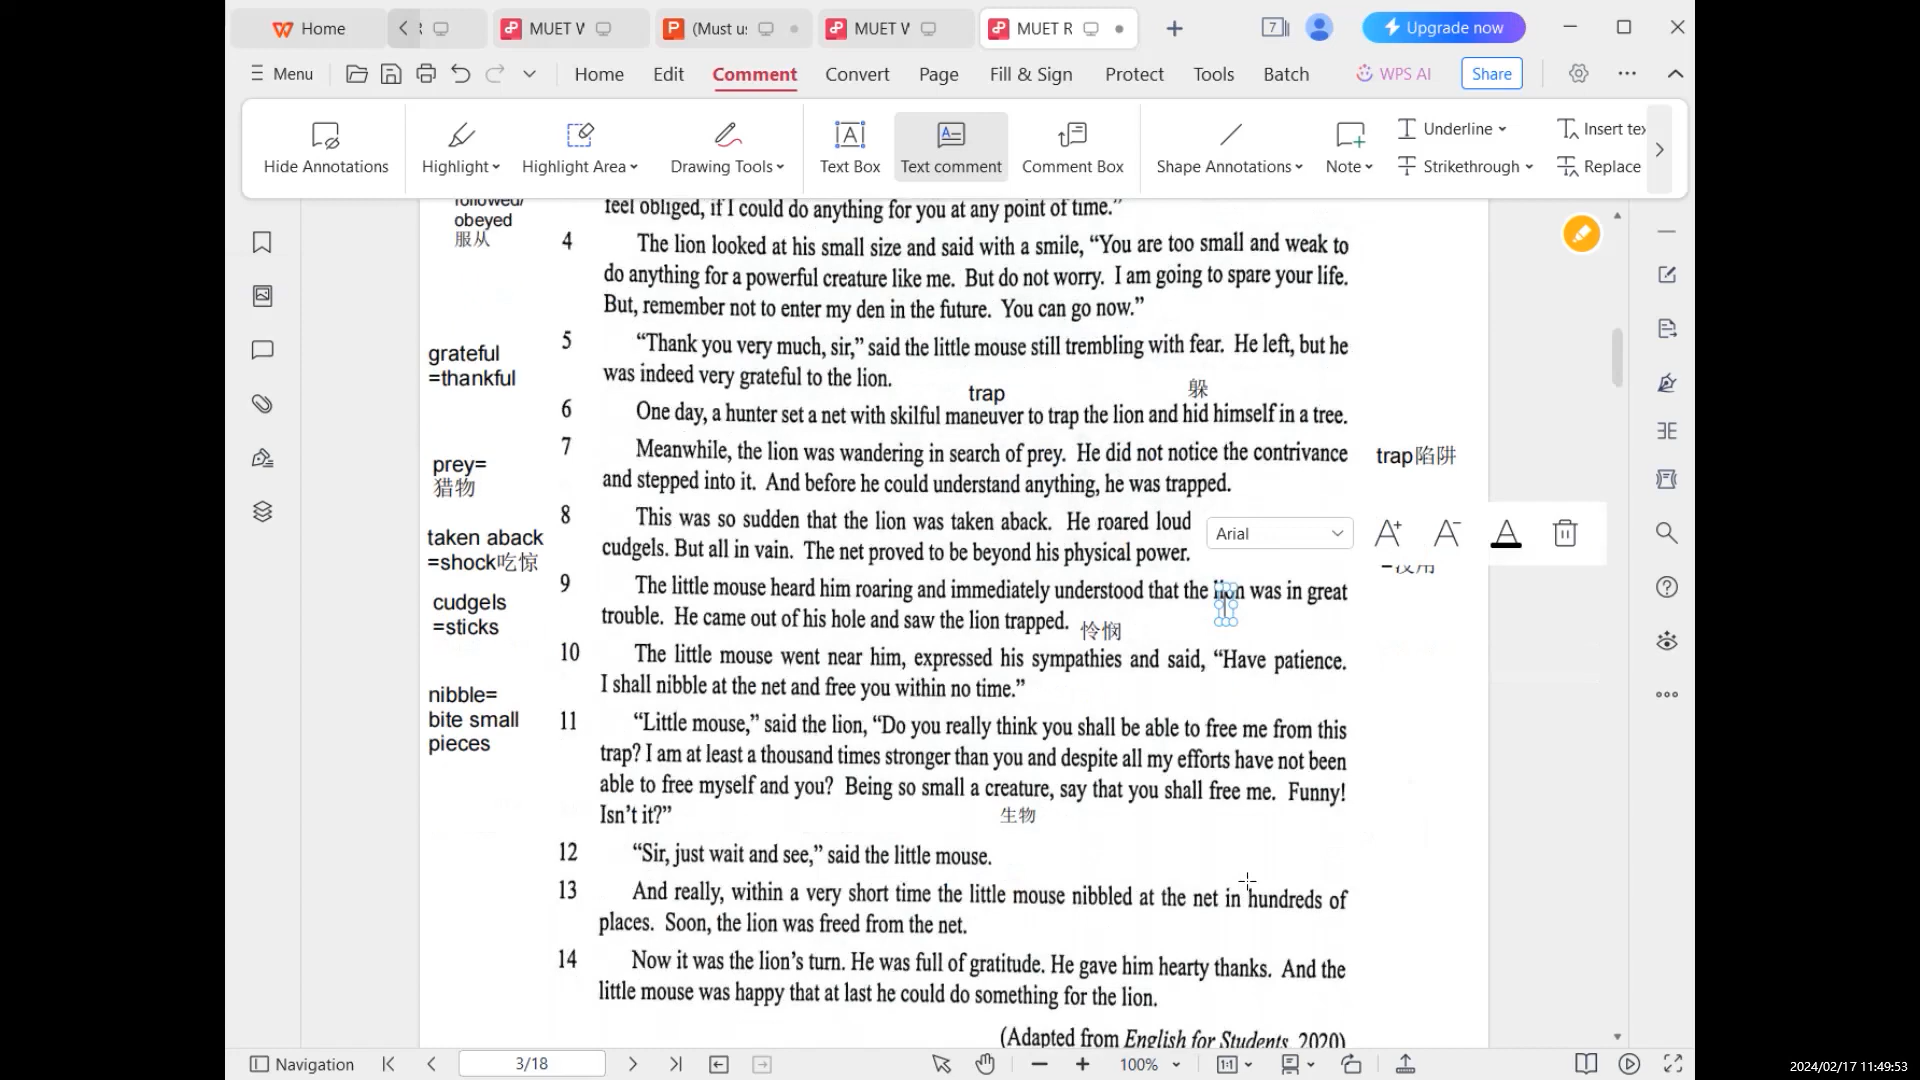 Home
MUET V
(Must u:
MUET V
MUET R
7
Upgrade now
Menu
Home
Edit
Comment
Convert
Page
Fill & Sign
Protect
Tools
Batch
WPS AI
Share
Hide Annotations
Highlight
Highlight Area
Drawing Tools
Text Box
Text comment
Comment Box
Shape Annotations
Note
Underline
Strikethrough
Insert tex
Replace
followed/
obeyed
服从
feel obliged, if I could do anything for you at any point of time.”
4 The lion looked at his small size and said with a smile, “You are too small and weak to
do anything for a powerful creature like me. But do not worry. I am going to spare your life.
But, remember not to enter my den in the future. You can go now.”
grateful
=thankful
5 “Thank you very much, sir,” said the little mouse still trembling with fear. He left, but he
was indeed very grateful to the lion.
trap
躲
6 One day, a hunter set a net with skilful maneuver to trap the lion and hid himself in a tree.
prey=
猎物
7 Meanwhile, the lion was wandering in search of prey. He did not notice the contrivance
and stepped into it. And before he could understand anything, he was trapped.
trap陷阱
taken aback
=shock吃惊
8 This was so sudden that the lion was taken aback. He roared loud
cudgels. But all in vain. The net proved to be beyond his physical power.
Arial
cudgels
=sticks
9 The little mouse heard him roaring and immediately understood that the lion was in great
trouble. He came out of his hole and saw the lion trapped.
怜悯
10 The little mouse went near him, expressed his sympathies and said, “Have patience.
I shall nibble at the net and free you within no time.”
nibble=
bite small
pieces
11 “Little mouse,” said the lion, “Do you really think you shall be able to free me from this
trap? I am at least a thousand times stronger than you and despite all my efforts have not been
able to free myself and you? Being so small a creature, say that you shall free me. Funny!
Isn’t it?”
生物
12 “Sir, just wait and see,” said the little mouse.
13 And really, within a very short time the little mouse nibbled at the net in hundreds of
places. Soon, the lion was freed from the net.
14 Now it was the lion’s turn. He was full of gratitude. He gave him hearty thanks. And the
little mouse was happy that at last he could do something for the lion.
(Adapted from English for Students, 2020)
Navigation
3/18
100%
1:1
2024/02/17 11:49:53